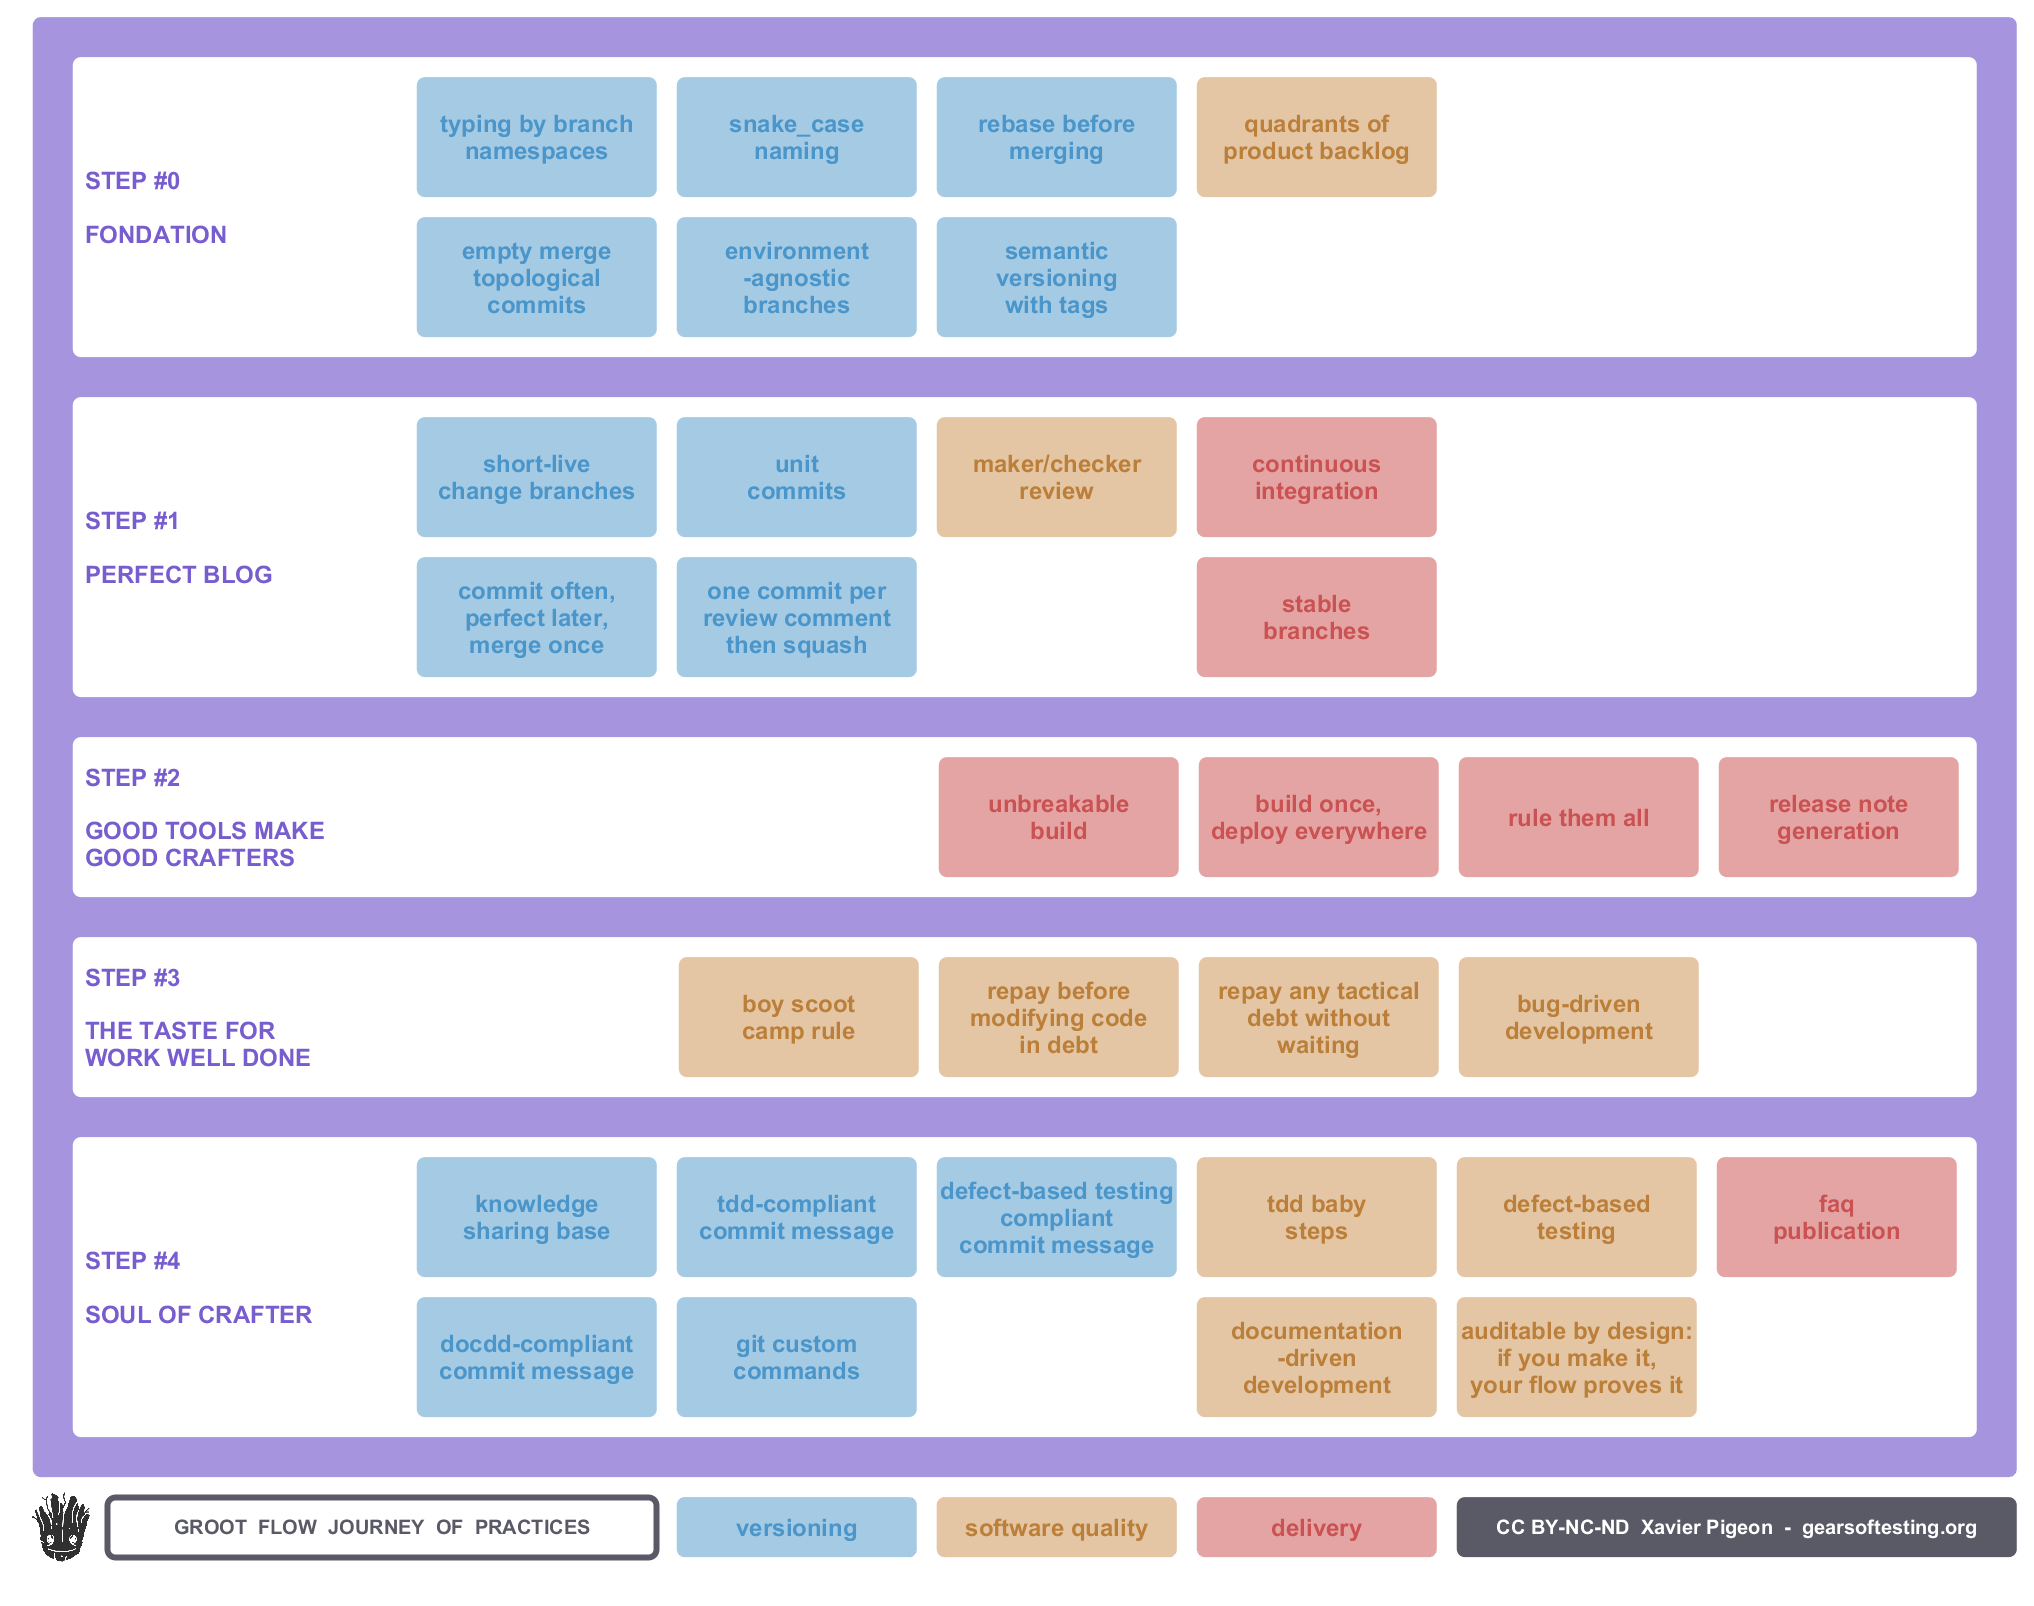 STEP #0
FONDATION
typing by branch
namespaces
snake_case
naming
rebase before
merging
quadrants of
product backlog
empty merge
topological
commits
environment
-agnostic
branches
semantic
versioning
with tags
STEP #1
PERFECT BLOG
short-live
change branches
unit
commits
maker/checker
review
continuous
integration
commit often,
perfect later,
merge once
one commit per
review comment
then squash
stable
branches
STEP #2
GOOD TOOLS MAKE
GOOD CRAFTERS
unbreakable
build
build once,
deploy everywhere
rule them all
release note
generation
STEP #3
THE TASTE FOR
WORK WELL DONE
boy scoot
camp rule
repay before
modifying code
in debt
repay any tactical
debt without
waiting
bug-driven
development
STEP #4
SOUL OF CRAFTER
knowledge
sharing base
tdd-compliant
commit message
defect-based testing
compliant
commit message
tdd baby
steps
defect-based
testing
faq
publication
docdd-compliant
commit message
git custom
commands
documentation
-driven
development
auditable by design:
if you make it,
your flow proves it
GROOT FLOW JOURNEY OF PRACTICES
versioning
software quality
delivery
CC BY-NC-ND Xavier Pigeon - gearsoftesting.org